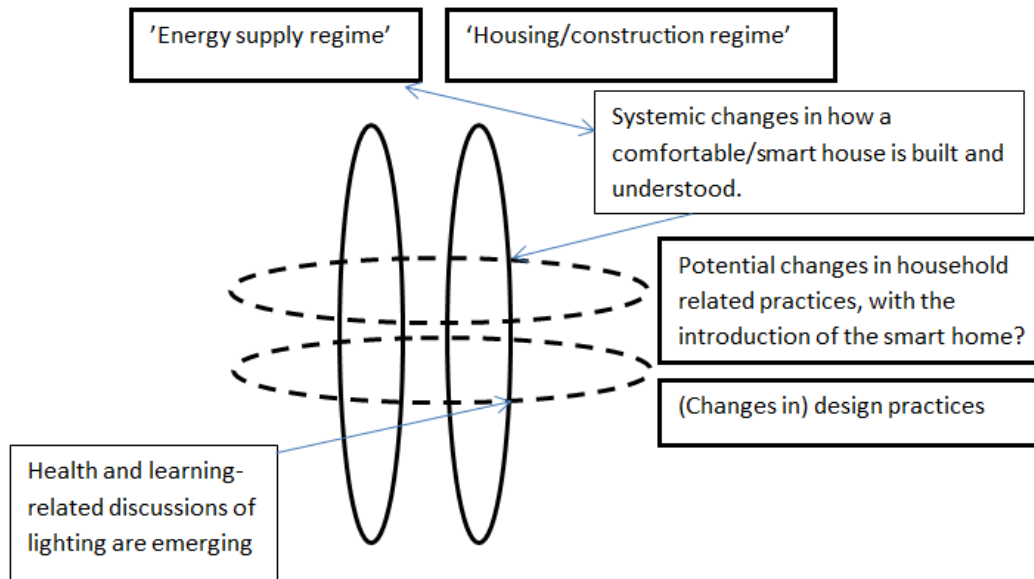 ’Energy supply regime’
‘Housing/construction regime’
Systemic changes in how a
comfortable/smart house is built and
understood.
Potential changes in household
related practices, with the
introduction of the smart home?
(Changes in) design practices
Health and learning-
related discussions of
lighting are emerging